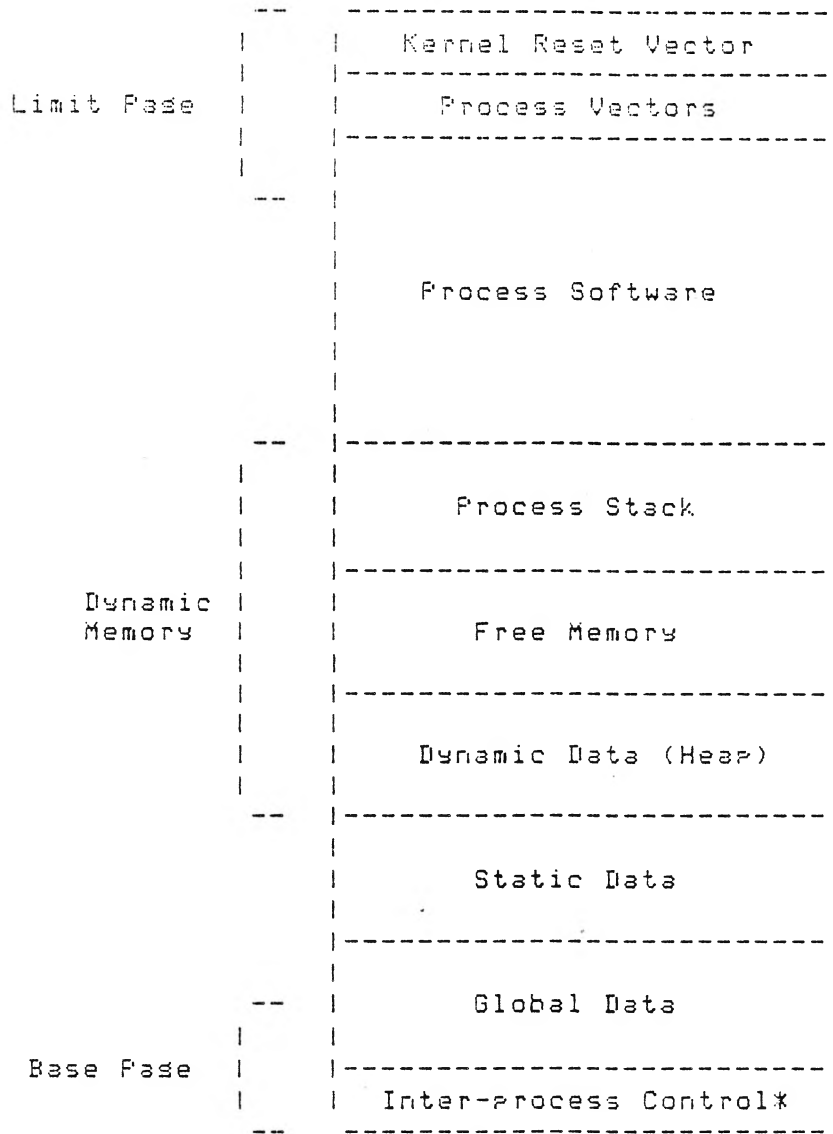 Kernel Reset Vector
Limit Page
Process Vectors
Process Software
Process Stack
Dynamic
Memory
Free Memory
Dynamic Data (Heap)
Static Data
Global Data
Base Page
Inter-process Control*